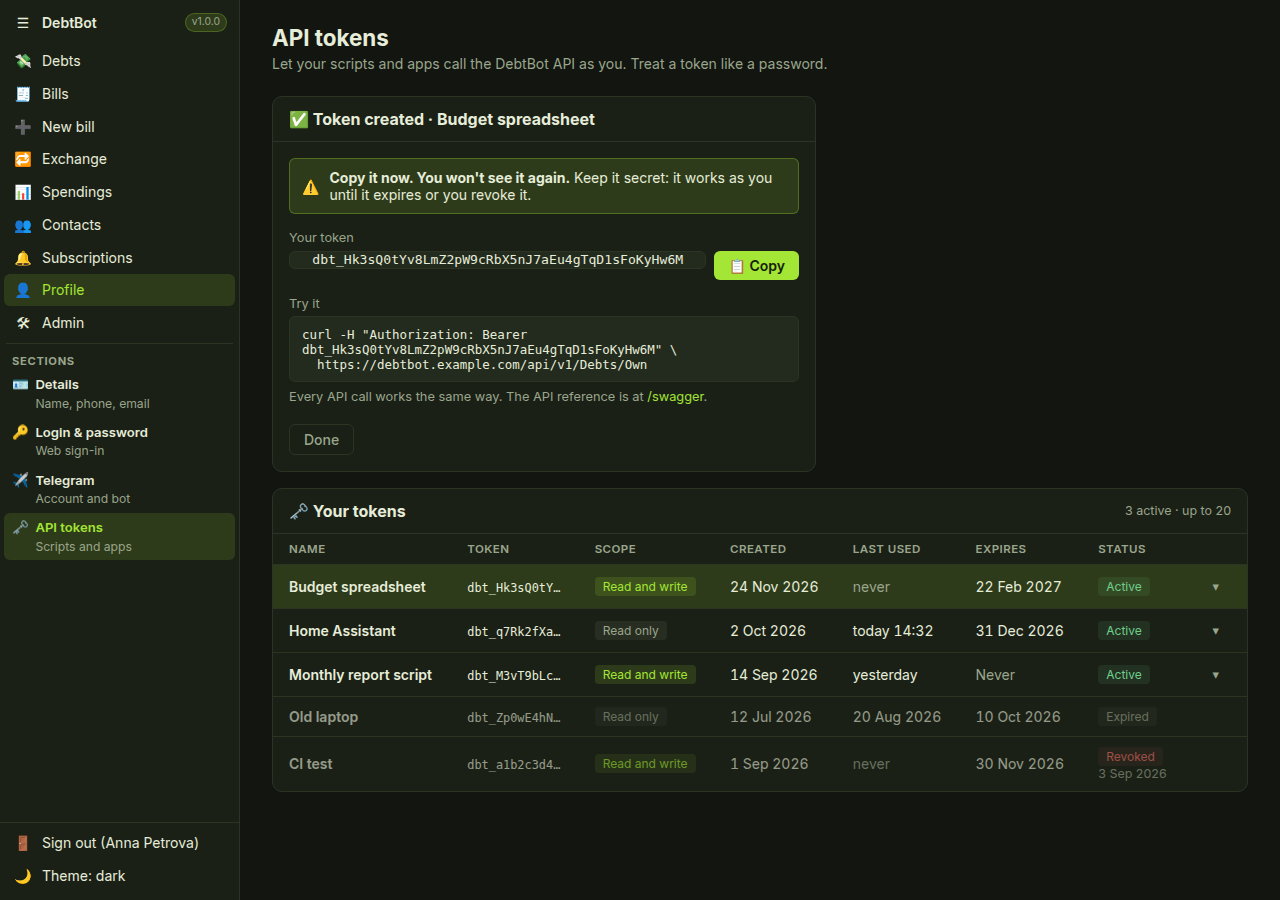 DebtBot v1.0.0
Debts
Bills
New bill
Exchange
Spendings
Contacts
Subscriptions
Profile
Admin
SECTIONS
Details
Name, phone, email
Login & password
Web sign-in
Telegram
Account and bot
API tokens
Scripts and apps
Sign out (Anna Petrova)
Theme: dark
API tokens
Let your scripts and apps call the DebtBot API as you. Treat a token like a password.
Token created · Budget spreadsheet
Copy it now. You won't see it again. Keep it secret: it works as you
until it expires or you revoke it.
Your token
dbt_Hk3sQ0tYv8LmZ2pW9cRbX5nJ7aEu4gTqD1sFoKyHw6M Copy
Try it
curl -H "Authorization: Bearer
dbt_Hk3sQ0tYv8LmZ2pW9cRbX5nJ7aEu4gTqD1sFoKyHw6M" \
https://debtbot.example.com/api/v1/Debts/Own
Every API call works the same way. The API reference is at /swagger.
Done
Your tokens 3 active · up to 20
NAME TOKEN SCOPE CREATED LAST USED EXPIRES STATUS
Budget spreadsheet dbt_Hk3sQ0tY… Read and write 24 Nov 2026 never 22 Feb 2027 Active
Home Assistant dbt_q7Rk2fXa… Read only 2 Oct 2026 today 14:32 31 Dec 2026 Active
Monthly report script dbt_M3vT9bLc… Read and write 14 Sep 2026 yesterday Never Active
Old laptop dbt_Zp0wE4hN… Read only 12 Jul 2026 20 Aug 2026 10 Oct 2026 Expired
CI test dbt_a1b2c3d4… Read and write 1 Sep 2026 never 30 Nov 2026 Revoked
3 Sep 2026